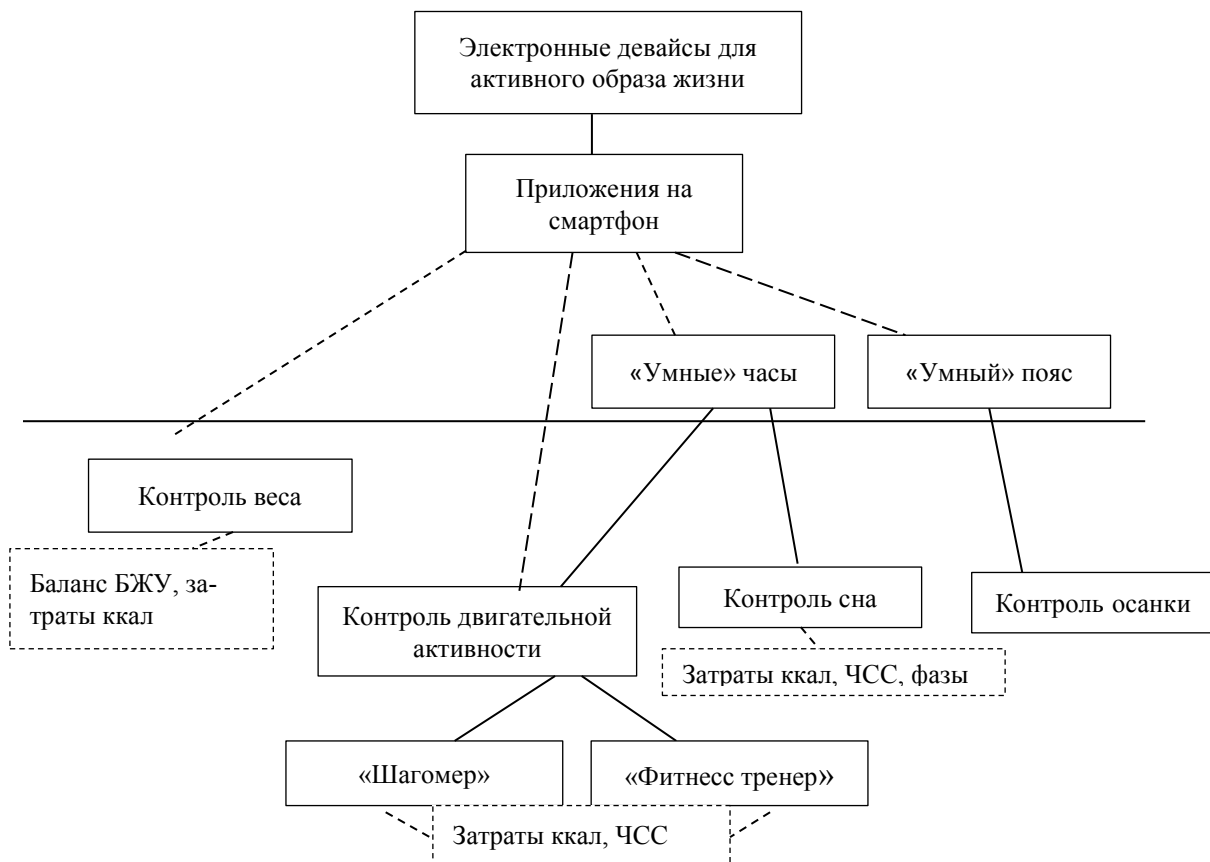 Электронные девайсы для
активного образа жизни
Приложения на
смартфон
«Умные» часы
«Умный» пояс
Контроль веса
Баланс БЖУ, за-
траты ккал
Контроль двигательной
активности
Контроль сна
Контроль осанки
Затраты ккал, ЧСС, фазы
«Шагомер»
«Фитнесс тренер»
Затраты ккал, ЧСС